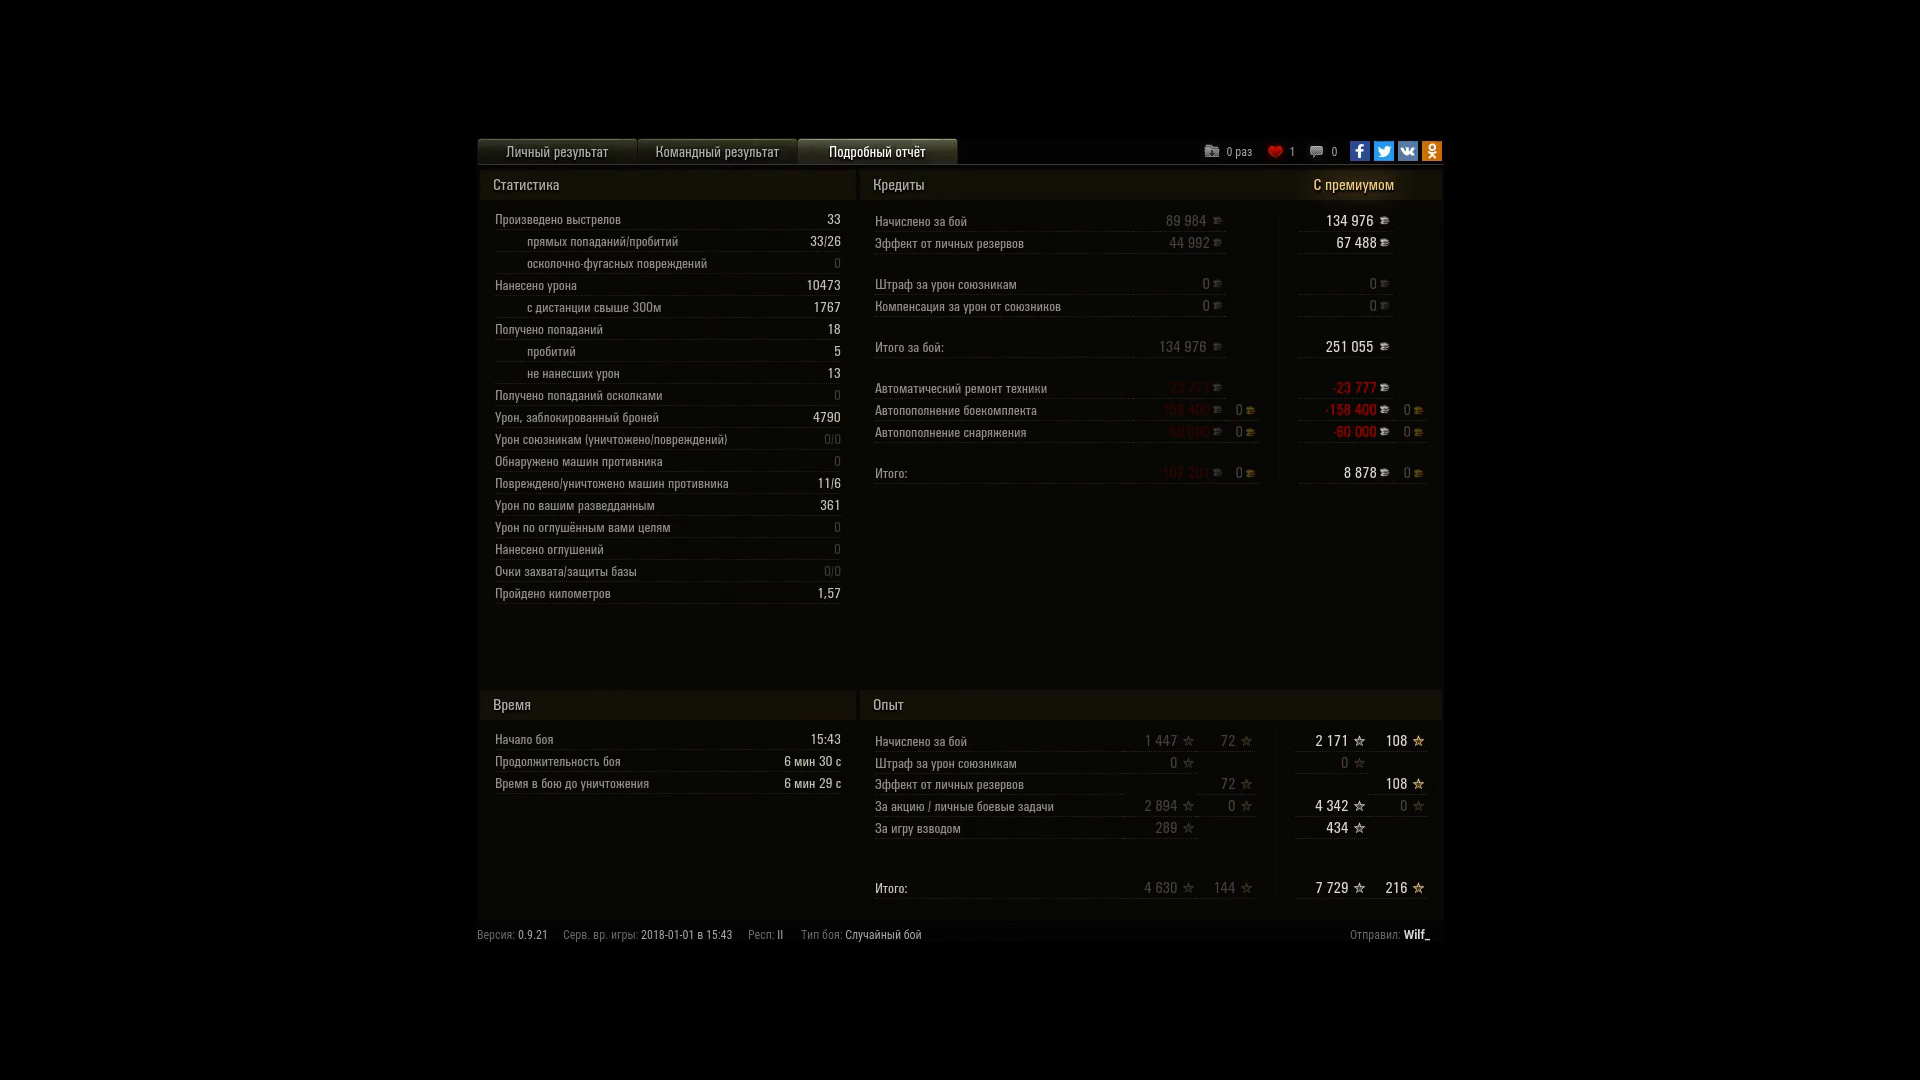 Личный результат Командный результат Подробный отчёт 0 раз 1 0
Статистика
Произведено выстрелов 33
прямых попаданий/пробитий 33/26
осколочно-фугасных повреждений 0
Нанесено урона 10473
с дистанции свыше 300м 1767
Получено попаданий 18
пробитий 5
не нанесших урон 13
Получено попаданий осколками 0
Урон, заблокированный броней 4790
Урон союзникам (уничтожено/повреждений) 0/0
Обнаружено машин противника 0
Повреждено/уничтожено машин противника 11/6
Урон по вашим разведданным 361
Урон по оглушённым вами целям 0
Нанесено оглушений 0
Очки захвата/защиты базы 0/0
Пройдено километров 1,57
Кредиты С премиумом
Начислено за бой 89 984 134 976
Эффект от личных резервов 44 992 67 488
Штраф за урон союзникам 0 0
Компенсация за урон от союзников 0 0
Итого за бой: 134 976 251 055
Автоматический ремонт техники -23 777 -23 777
Автопополнение боекомплекта -158 400 0 -158 400 0
Автопополнение снаряжения 0 -60 000 0
Итого: 0 8 878 0
Время
Начало боя 15:43
Продолжительность боя 6 мин 30 с
Время в бою до уничтожения 6 мин 29 с
Опыт
Начислено за бой 1 447 72 2 171 108
Штраф за урон союзникам 0 0
Эффект от личных резервов 72 108
За акцию / личные боевые задачи 2 894 0 4 342 0
За игру взводом 289 434
Итого: 4 630 144 7 729 216
Версия: 0.9.21 Серв. вр. игры: 2018-01-01 в 15:43 Респ: II Тип боя: Случайный бой Отправил: Wilf_